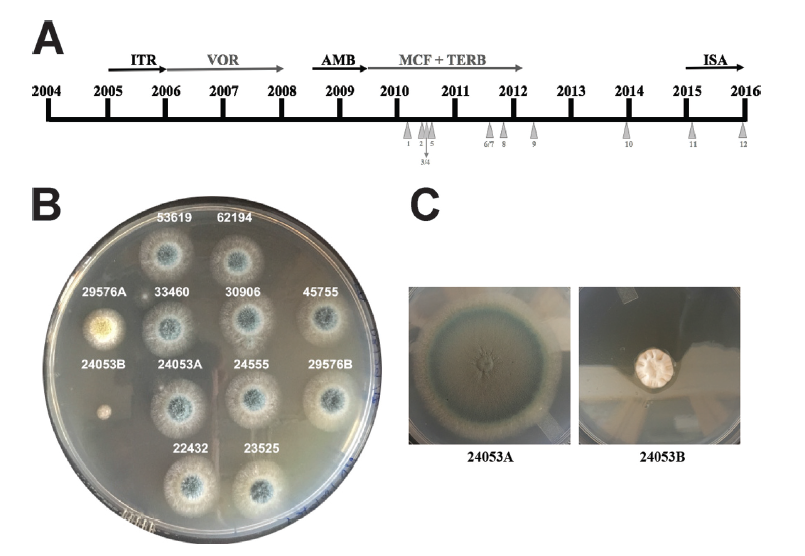 A
ITR VOR AMB MCF + TERB ISA
2004 2005 2006 2007 2008 2009 2010 2011 2012 2013 2014 2015 2016
1 2 5 6/7 8 9 10 11 12
3/4
B
53619 62194
29576A 33460 30906 45755
24053B 24053A 24555 29576B
22432 23525
C
24053A 24053B